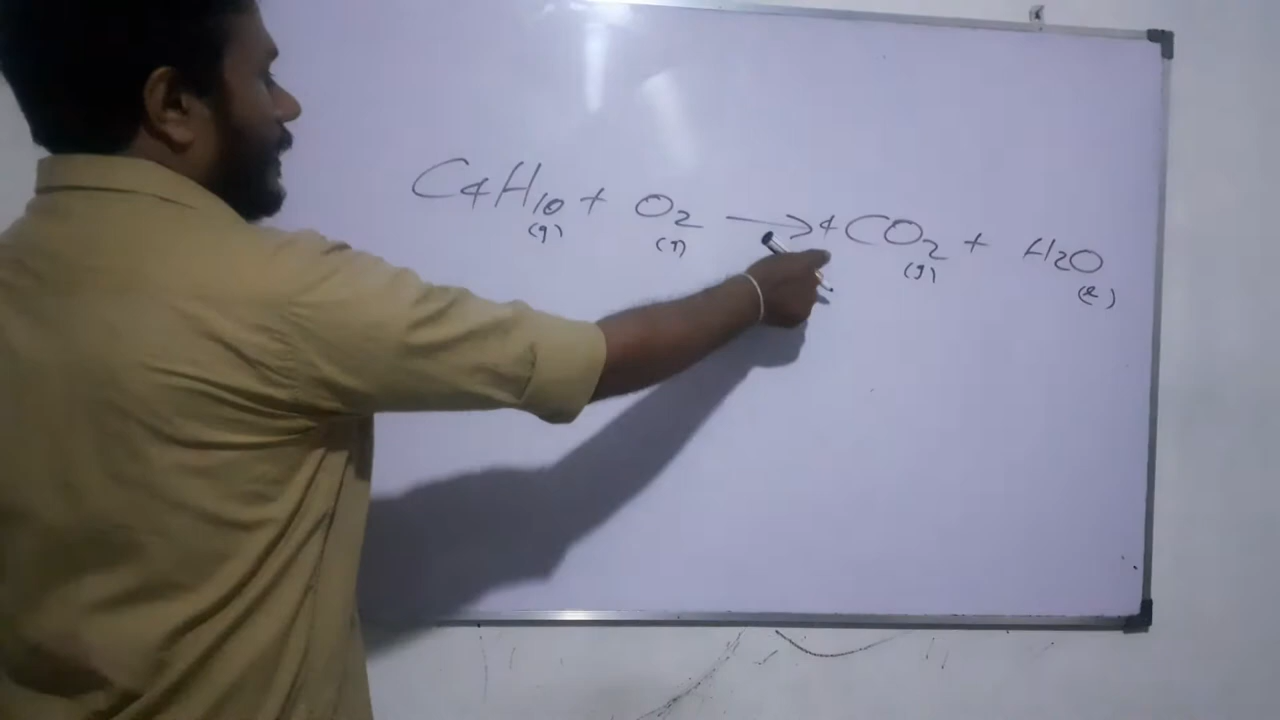 C4H10 + O2 → 4CO2 + H2O
(g) (g) (g) (l)